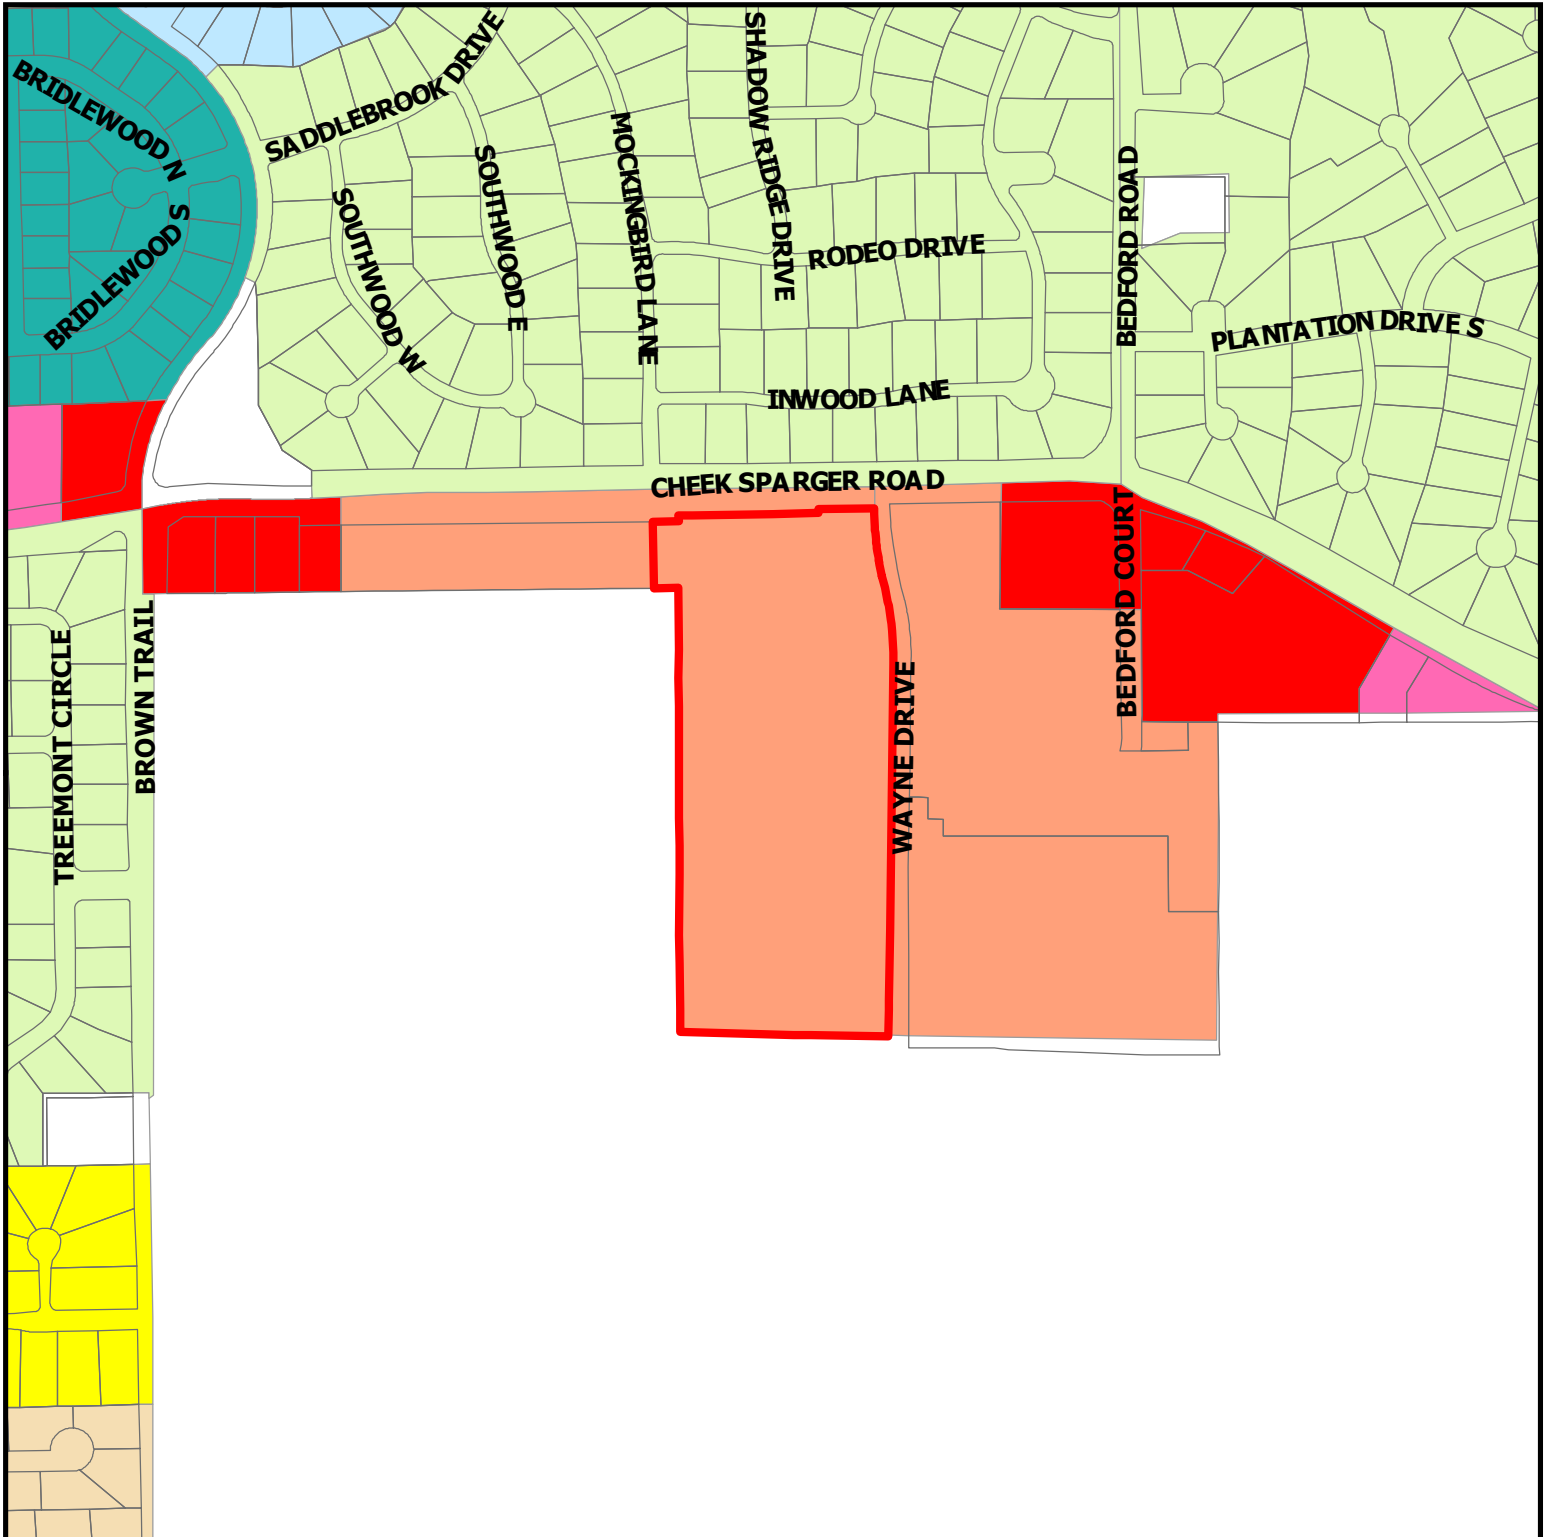 BRIDLEWOOD N
BRIDLEWOOD S
SADDLEBROOK DRIVE
SOUTHWOOD W
SOUTHWOOD E
MOCKINGBIRD LANE
SHADOW RIDGE DRIVE
RODEO DRIVE
INWOOD LANE
BEDFORD ROAD
PLANTATION DRIVE S
CHEEK SPARGER ROAD
BEDFORD COURT
TREEMONT CIRCLE
BROWN TRAIL
WAYNE DRIVE